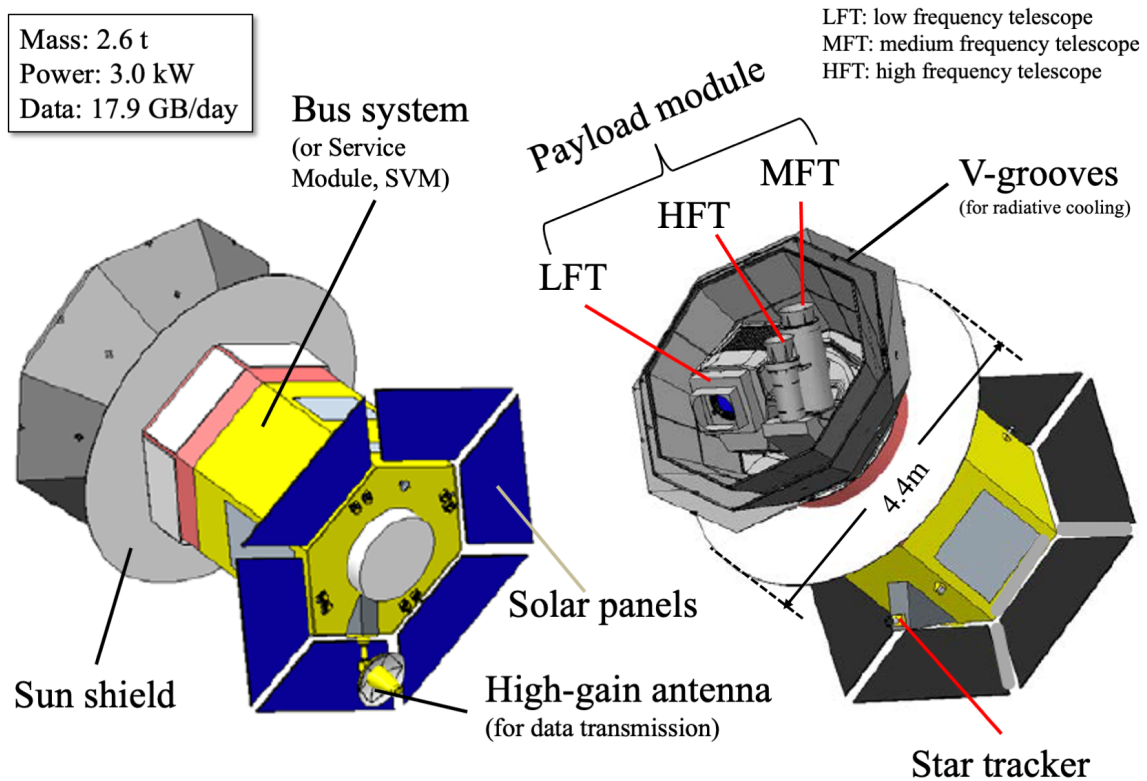 Mass: 2.6 t
Power: 3.0 kW
Data: 17.9 GB/day
LFT: low frequency telescope
MFT: medium frequency telescope
HFT: high frequency telescope
Bus system
(or Service
Module, SVM)
Payload module
MFT
HFT
LFT
V-grooves
(for radiative cooling)
4.4m
Solar panels
Sun shield
High-gain antenna
(for data transmission)
Star tracker